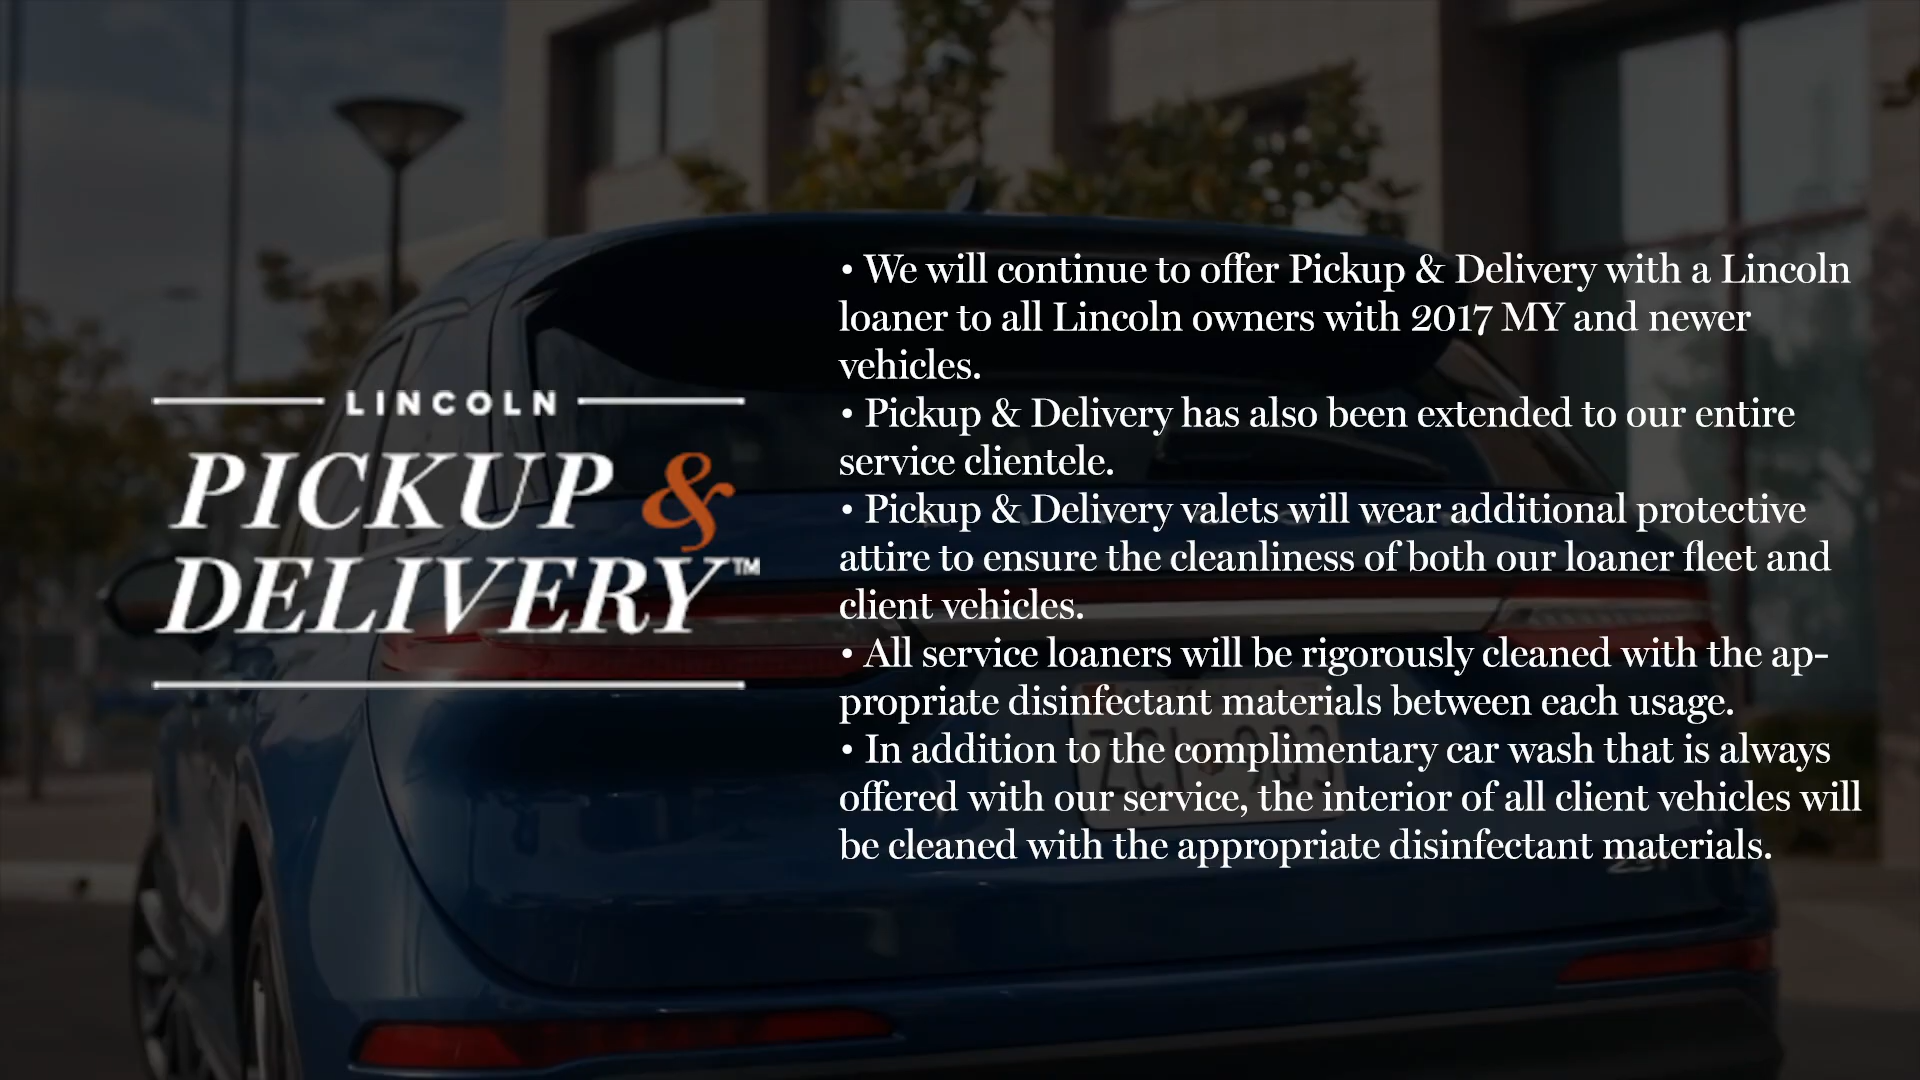 LINCOLN
PICKUP &
DELIVERY™
• We will continue to offer Pickup & Delivery with a Lincoln
loaner to all Lincoln owners with 2017 MY and newer
vehicles.
• Pickup & Delivery has also been extended to our entire
service clientele.
• Pickup & Delivery valets will wear additional protective
attire to ensure the cleanliness of both our loaner fleet and
client vehicles.
• All service loaners will be rigorously cleaned with the ap-
propriate disinfectant materials between each usage.
• In addition to the complimentary car wash that is always
offered with our service, the interior of all client vehicles will
be cleaned with the appropriate disinfectant materials.